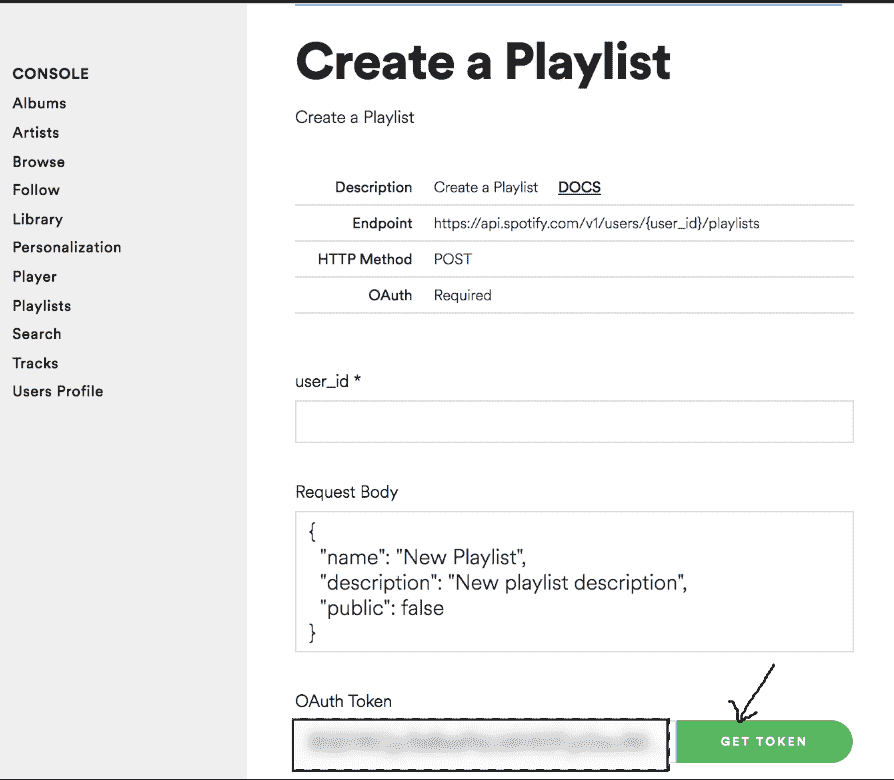 CONSOLE
Albums
Artists
Browse
Follow
Library
Personalization
Player
Playlists
Search
Tracks
Users Profile
Create a Playlist
Create a Playlist
Description Create a Playlist DOCS
Endpoint https://api.spotify.com/v1/users/{user_id}/playlists
HTTP Method POST
OAuth Required
user_id *
Request Body
{
"name": "New Playlist",
"description": "New playlist description",
"public": false
}
OAuth Token
GET TOKEN